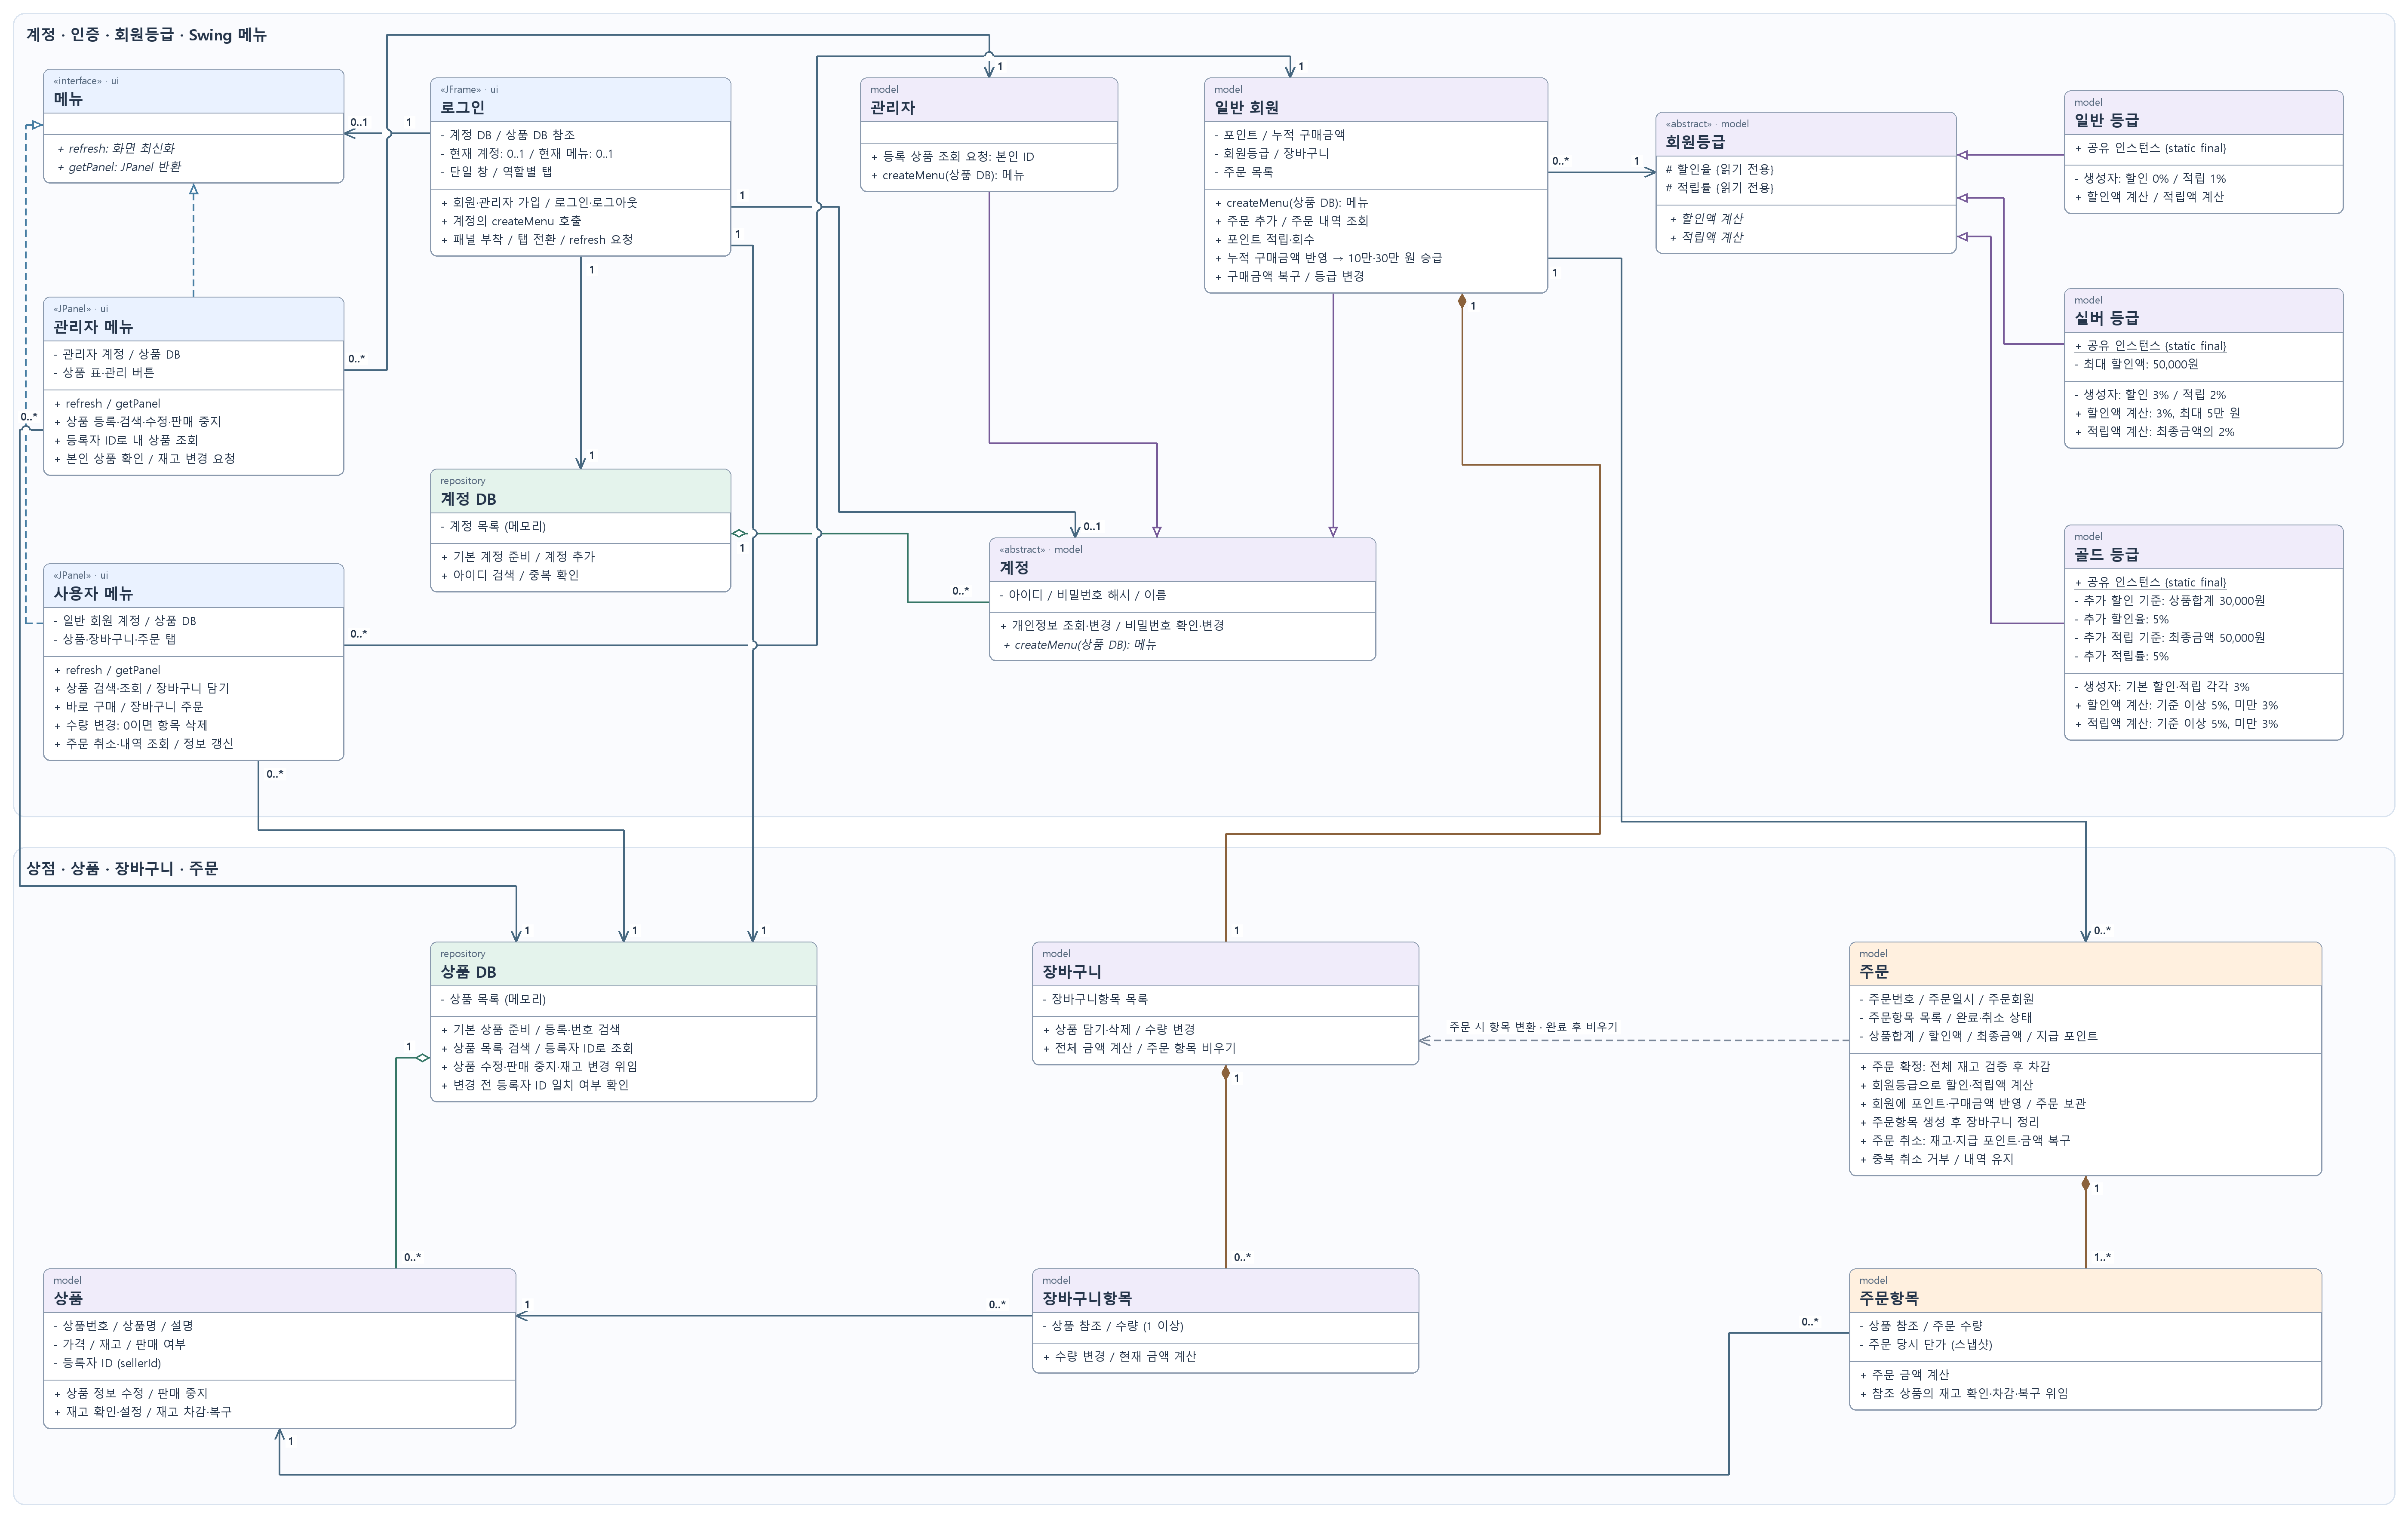 계정 · 인증 · 회원등급 · Swing 메뉴
«interface» · ui
메뉴
+ refresh: 화면 최신화
+ getPanel: JPanel 반환
0..1
1
«JFrame» · ui
로그인
- 계정 DB / 상품 DB 참조
- 현재 계정: 0..1 / 현재 메뉴: 0..1
- 단일 창 / 역할별 탭
+ 회원·관리자 가입 / 로그인·로그아웃
+ 계정의 createMenu 호출
+ 패널 부착 / 탭 전환 / refresh 요청
1
1
1
1
model
관리자
+ 등록 상품 조회 요청: 본인 ID
+ createMenu(상품 DB): 메뉴
1
model
일반 회원
- 포인트 / 누적 구매금액
- 회원등급 / 장바구니
- 주문 목록
+ createMenu(상품 DB): 메뉴
+ 주문 추가 / 주문 내역 조회
+ 포인트 적립·회수
+ 누적 구매금액 반영 → 10만·30만 원 승급
+ 구매금액 복구 / 등급 변경
0..*
1
1
1
«abstract» · model
회원등급
# 할인율 {읽기 전용}
# 적립률 {읽기 전용}
+ 할인액 계산
+ 적립액 계산
model
일반 등급
+ 공유 인스턴스 {static final}
- 생성자: 할인 0% / 적립 1%
+ 할인액 계산 / 적립액 계산
«JPanel» · ui
관리자 메뉴
- 관리자 계정 / 상품 DB
- 상품 표·관리 버튼
+ refresh / getPanel
+ 상품 등록·검색·수정·판매 중지
+ 등록자 ID로 내 상품 조회
+ 본인 상품 확인 / 재고 변경 요청
0..*
0..*
model
실버 등급
+ 공유 인스턴스 {static final}
- 최대 할인액: 50,000원
- 생성자: 할인 3% / 적립 2%
+ 할인액 계산: 3%, 최대 5만 원
+ 적립액 계산: 최종금액의 2%
1
repository
계정 DB
- 계정 목록 (메모리)
+ 기본 계정 준비 / 계정 추가
+ 아이디 검색 / 중복 확인
1
0..*
0..1
«abstract» · model
계정
- 아이디 / 비밀번호 해시 / 이름
+ 개인정보 조회·변경 / 비밀번호 확인·변경
+ createMenu(상품 DB): 메뉴
model
골드 등급
+ 공유 인스턴스 {static final}
- 추가 할인 기준: 상품합계 30,000원
- 추가 할인율: 5%
- 추가 적립 기준: 최종금액 50,000원
- 추가 적립률: 5%
- 생성자: 기본 할인·적립 각각 3%
+ 할인액 계산: 기준 이상 5%, 미만 3%
+ 적립액 계산: 기준 이상 5%, 미만 3%
«JPanel» · ui
사용자 메뉴
- 일반 회원 계정 / 상품 DB
- 상품·장바구니·주문 탭
+ refresh / getPanel
+ 상품 검색·조회 / 장바구니 담기
+ 바로 구매 / 장바구니 주문
+ 수량 변경: 0이면 항목 삭제
+ 주문 취소·내역 조회 / 정보 갱신
0..*
0..*
상점 · 상품 · 장바구니 · 주문
1
1
1
repository
상품 DB
- 상품 목록 (메모리)
+ 기본 상품 준비 / 등록·번호 검색
+ 상품 목록 검색 / 등록자 ID로 조회
+ 상품 수정·판매 중지·재고 변경 위임
+ 변경 전 등록자 ID 일치 여부 확인
1
0..*
1
model
장바구니
- 장바구니항목 목록
+ 상품 담기·삭제 / 수량 변경
+ 전체 금액 계산 / 주문 항목 비우기
1
0..*
주문 시 항목 변환 · 완료 후 비우기
0..*
model
주문
- 주문번호 / 주문일시 / 주문회원
- 주문항목 목록 / 완료·취소 상태
- 상품합계 / 할인액 / 최종금액 / 지급 포인트
+ 주문 확정: 전체 재고 검증 후 차감
+ 회원등급으로 할인·적립액 계산
+ 회원에 포인트·구매금액 반영 / 주문 보관
+ 주문항목 생성 후 장바구니 정리
+ 주문 취소: 재고·지급 포인트·금액 복구
+ 중복 취소 거부 / 내역 유지
1
1..*
model
상품
- 상품번호 / 상품명 / 설명
- 가격 / 재고 / 판매 여부
- 등록자 ID (sellerId)
+ 상품 정보 수정 / 판매 중지
+ 재고 확인·설정 / 재고 차감·복구
1
0..*
1
model
장바구니항목
- 상품 참조 / 수량 (1 이상)
+ 수량 변경 / 현재 금액 계산
0..*
model
주문항목
- 상품 참조 / 주문 수량
- 주문 당시 단가 (스냅샷)
+ 주문 금액 계산
+ 참조 상품의 재고 확인·차감·복구 위임